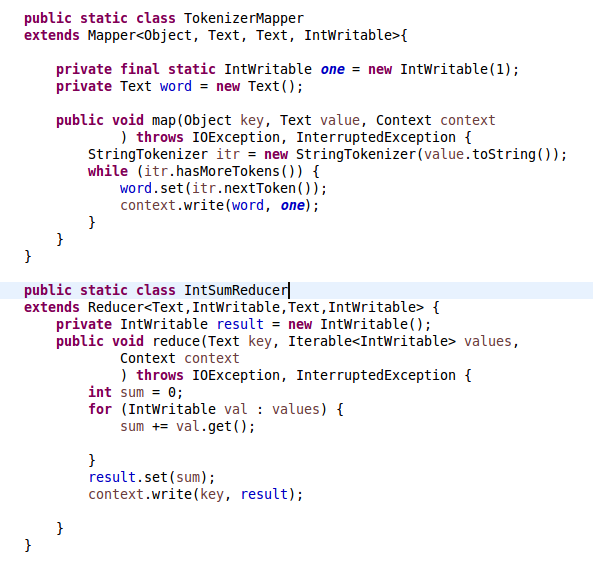 public static class TokenizerMapper
extends Mapper<Object, Text, Text, IntWritable>{
private final static IntWritable one = new IntWritable(1);
private Text word = new Text();
public void map(Object key, Text value, Context context
) throws IOException, InterruptedException {
StringTokenizer itr = new StringTokenizer(value.toString());
while (itr.hasMoreTokens()) {
word.set(itr.nextToken());
context.write(word, one);
}
}
}
public static class IntSumReducer
extends Reducer<Text,IntWritable,Text,IntWritable> {
private IntWritable result = new IntWritable();
public void reduce(Text key, Iterable<IntWritable> values,
Context context
) throws IOException, InterruptedException {
int sum = 0;
for (IntWritable val : values) {
sum += val.get();
}
result.set(sum);
context.write(key, result);
}
}